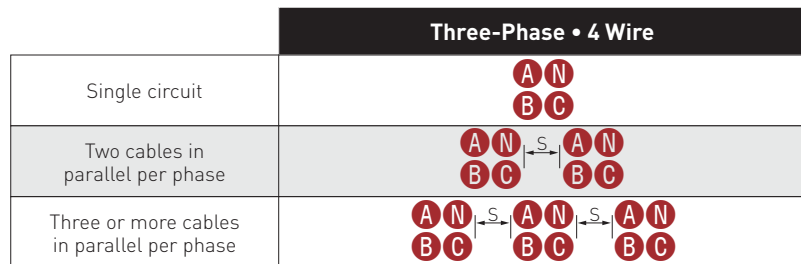 Three-Phase • 4 Wire
Single circuit
A N
B C
Two cables in
parallel per phase
A N S A N
B C B C
Three or more cables
in parallel per phase
A N S A N S A N
B C B C B C